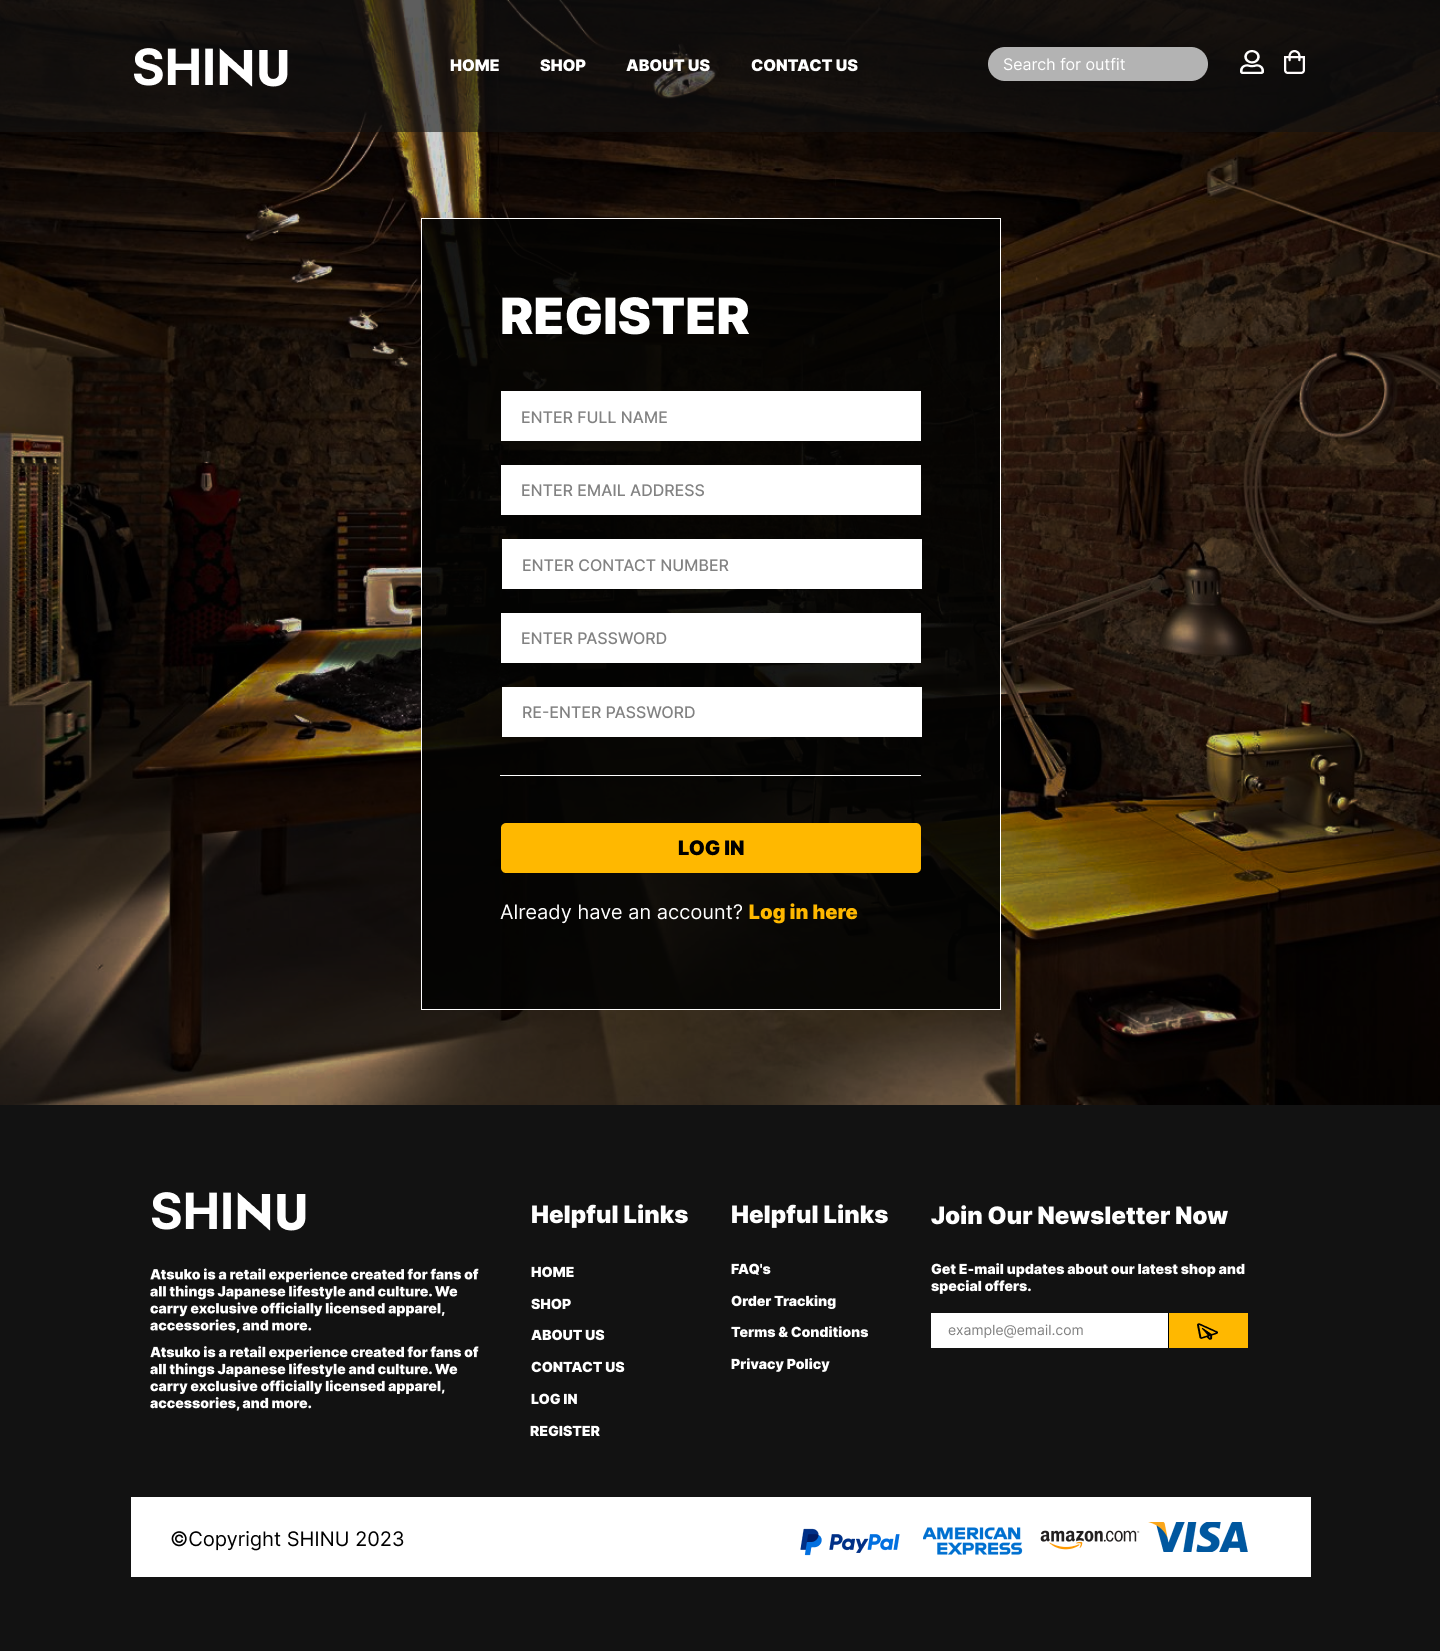 SHINU
HOME
SHOP
ABOUT US
CONTACT US
Search for outfit
REGISTER
ENTER FULL NAME
ENTER EMAIL ADDRESS
ENTER CONTACT NUMBER
ENTER PASSWORD
RE-ENTER PASSWORD
LOG IN
Already have an account? Log in here
SHINU
Atsuko is a retail experience created for fans of
all things Japanese lifestyle and culture. We
carry exclusive officially licensed apparel,
accessories, and more.
Atsuko is a retail experience created for fans of
all things Japanese lifestyle and culture. We
carry exclusive officially licensed apparel,
accessories, and more.
Helpful Links
HOME
SHOP
ABOUT US
CONTACT US
LOG IN
REGISTER
Helpful Links
FAQ's
Order Tracking
Terms & Conditions
Privacy Policy
Join Our Newsletter Now
Get E-mail updates about our latest shop and
special offers.
example@email.com
©Copyright SHINU 2023
PayPal
AMERICAN
EXPRESS
amazon.com
VISA